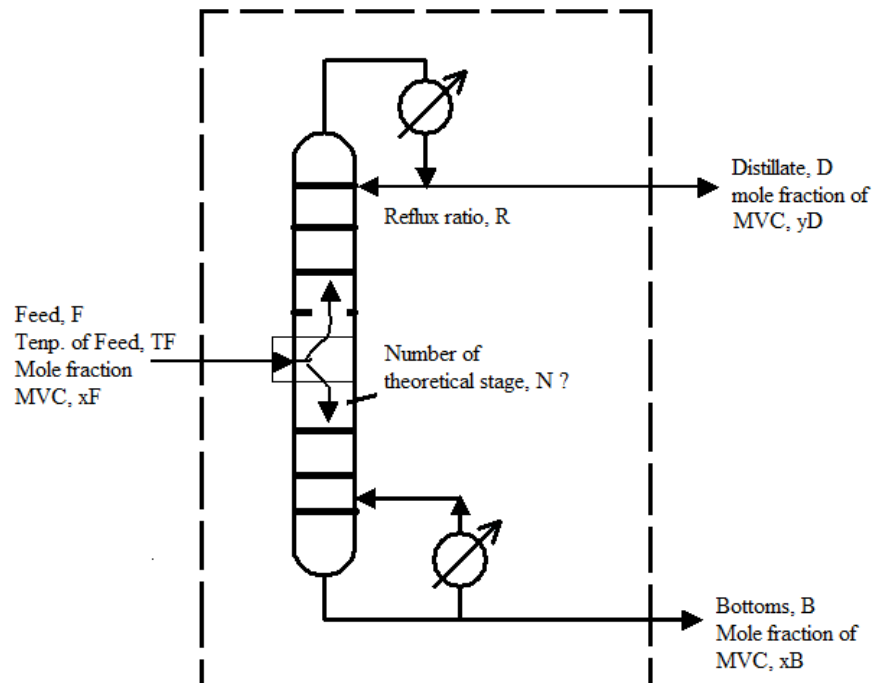 Distillate, D
mole fraction of
MVC, yD
Reflux ratio, R
Feed, F
Tenp. of Feed, TF
Mole fraction
MVC, xF
Number of
theoretical stage, N ?
Bottoms, B
Mole fraction of
MVC, xB